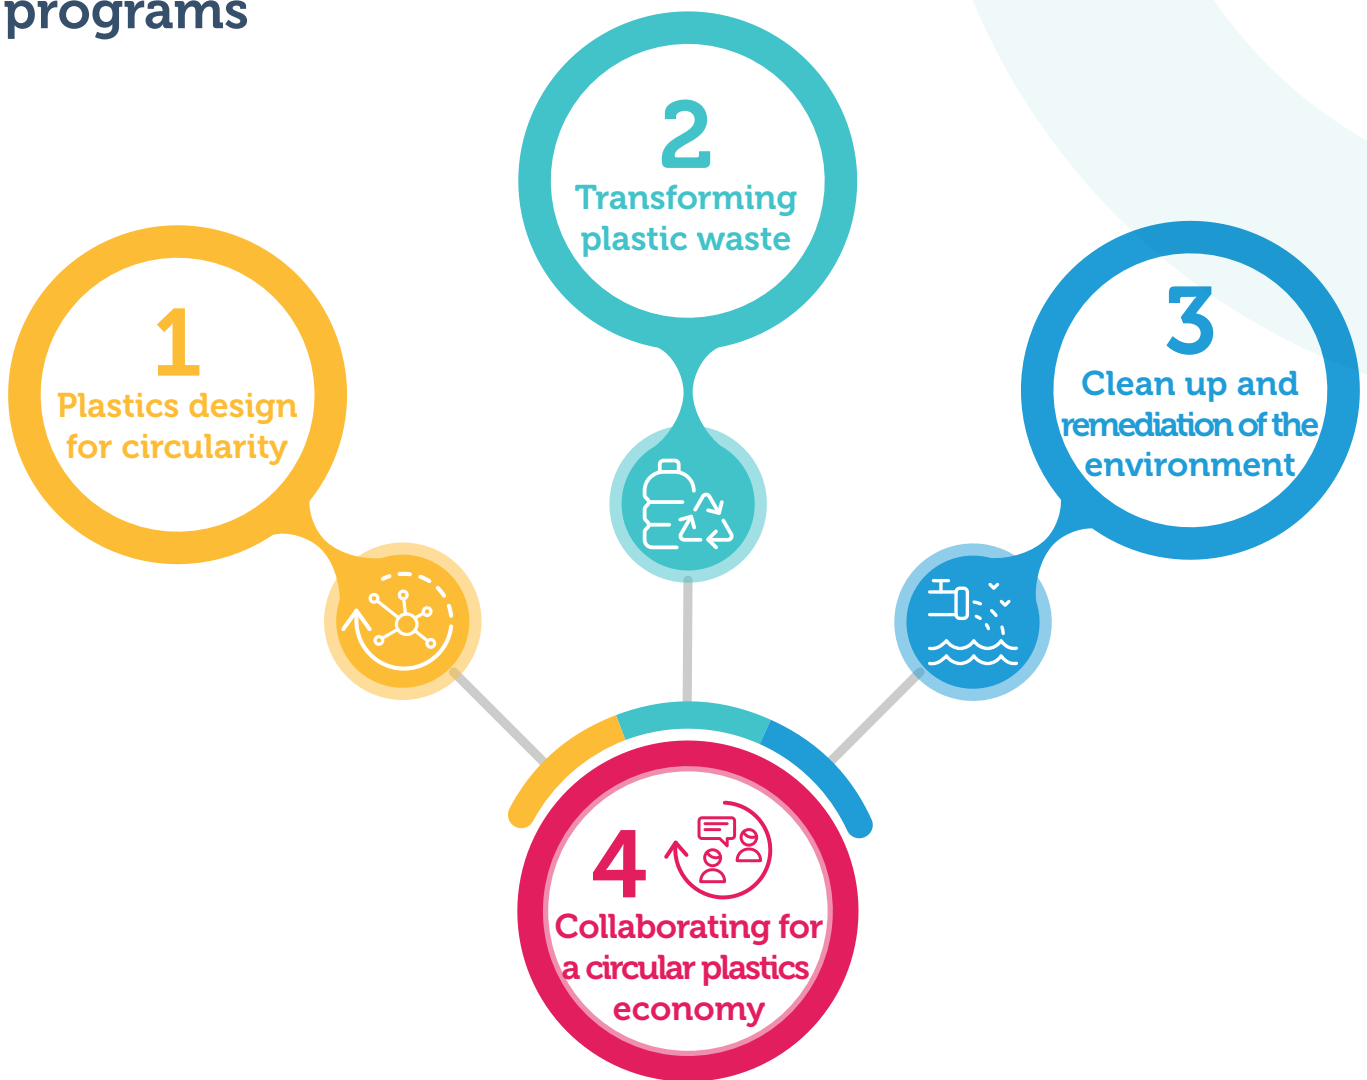 programs
1
Plastics design
for circularity
2
Transforming
plastic waste
3
Clean up and
remediation of the
environment
4
Collaborating for
a circular plastics
economy